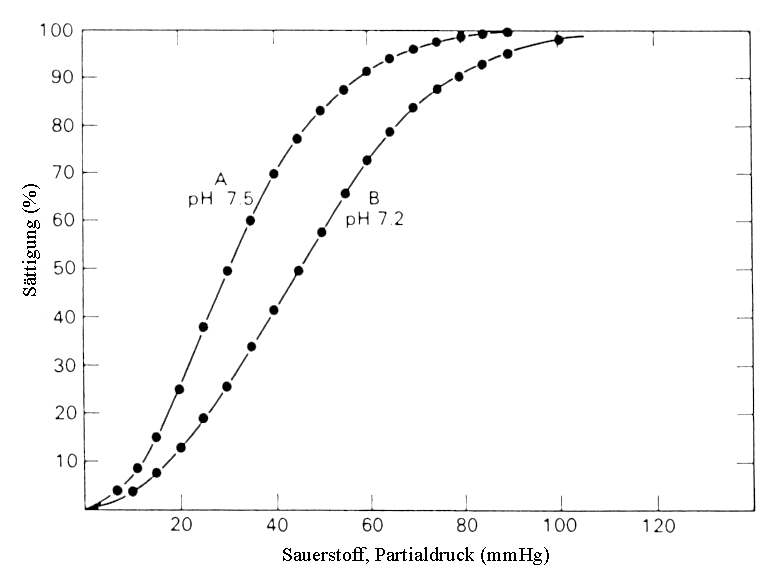 100
90
80
70
60
50
40
30
20
10
Sättigung (%)
A
pH 7.5
B
pH 7.2
20 40 60 80 100 120
Sauerstoff, Partialdruck (mmHg)